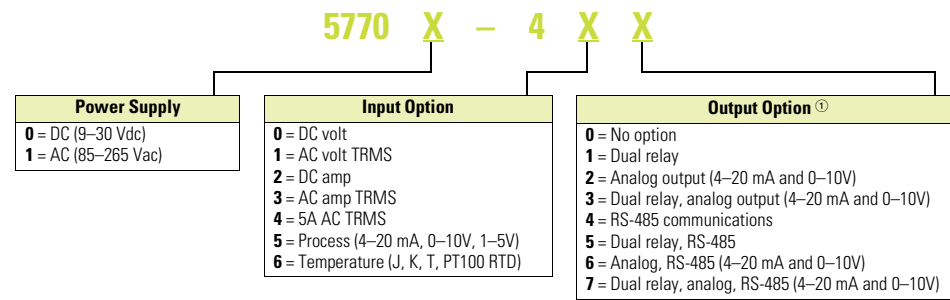 5770 X – 4 X X
Power Supply
0 = DC (9–30 Vdc)
1 = AC (85–265 Vac)
Input Option
0 = DC volt
1 = AC volt TRMS
2 = DC amp
3 = AC amp TRMS
4 = 5A AC TRMS
5 = Process (4–20 mA, 0–10V, 1–5V)
6 = Temperature (J, K, T, PT100 RTD)
Output Option ①
0 = No option
1 = Dual relay
2 = Analog output (4–20 mA and 0–10V)
3 = Dual relay, analog output (4–20 mA and 0–10V)
4 = RS-485 communications
5 = Dual relay, RS-485
6 = Analog, RS-485 (4–20 mA and 0–10V)
7 = Dual relay, analog, RS-485 (4–20 mA and 0–10V)